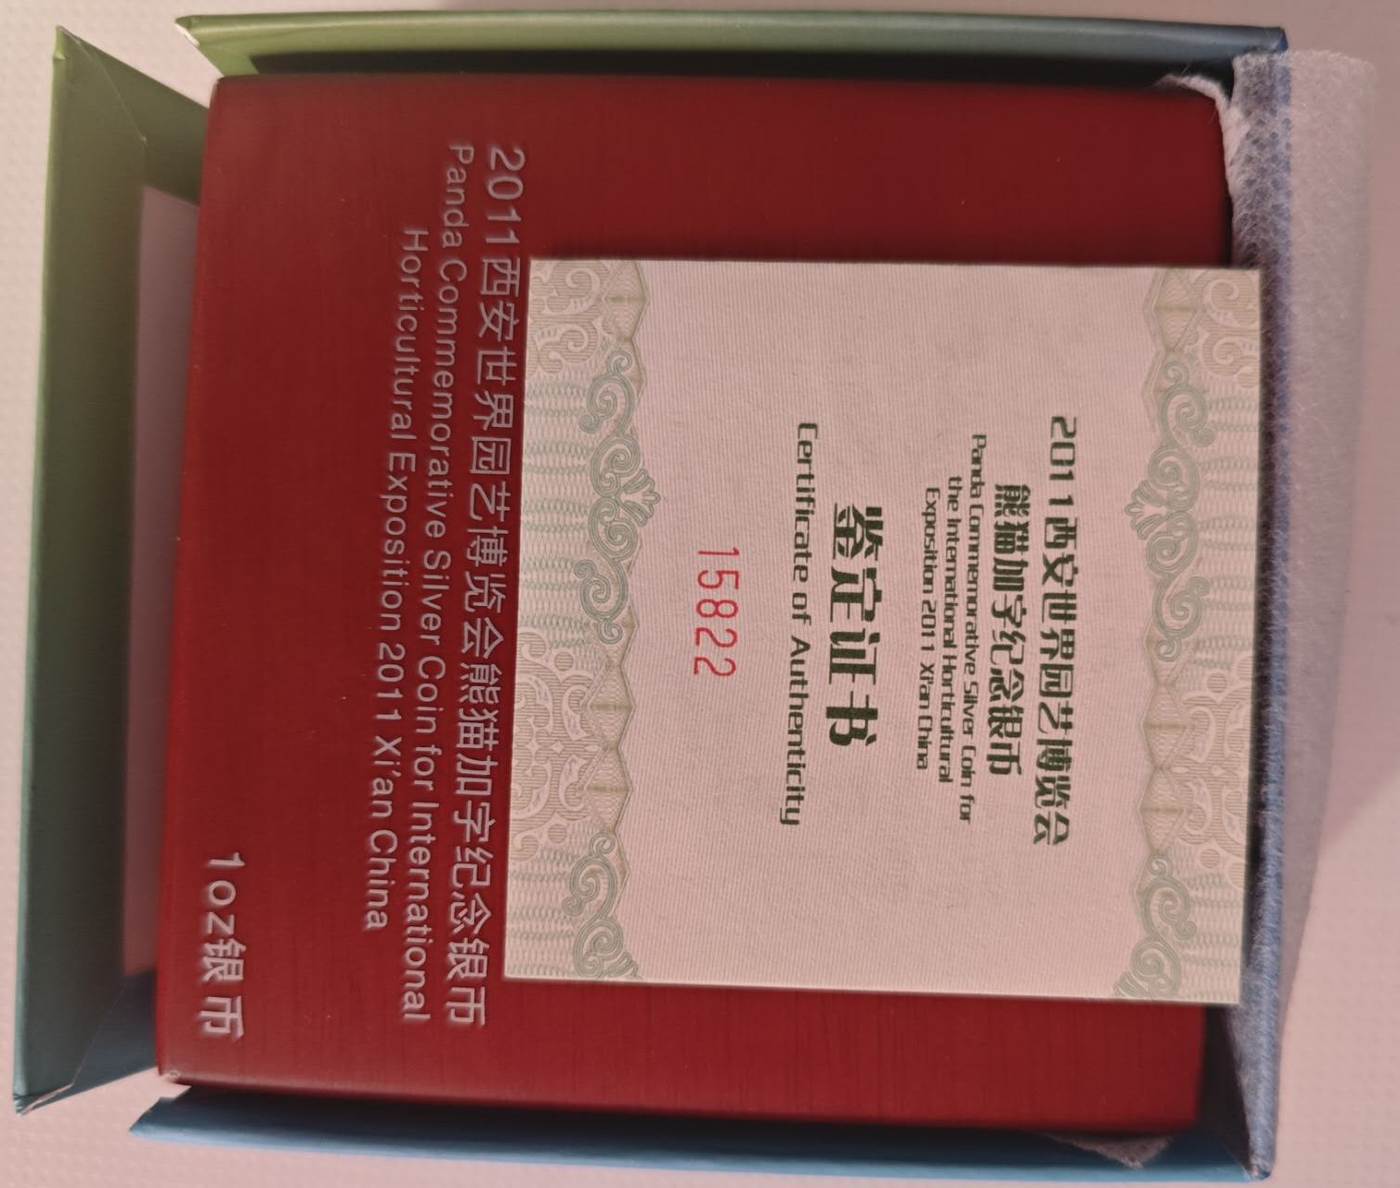 2011西安世界园艺博览会
熊猫加字纪念银币
Panda Commemorative Silver Coin for
the International Horticultural
Exposition 2011 Xi'an China
鉴定证书
Certificate of Authenticity
15822
2011西安世界园艺博览会熊猫加字纪念银币
Panda Commemorative Silver Coin for International
Horticultural Exposition 2011 Xi'an China
1oz银币